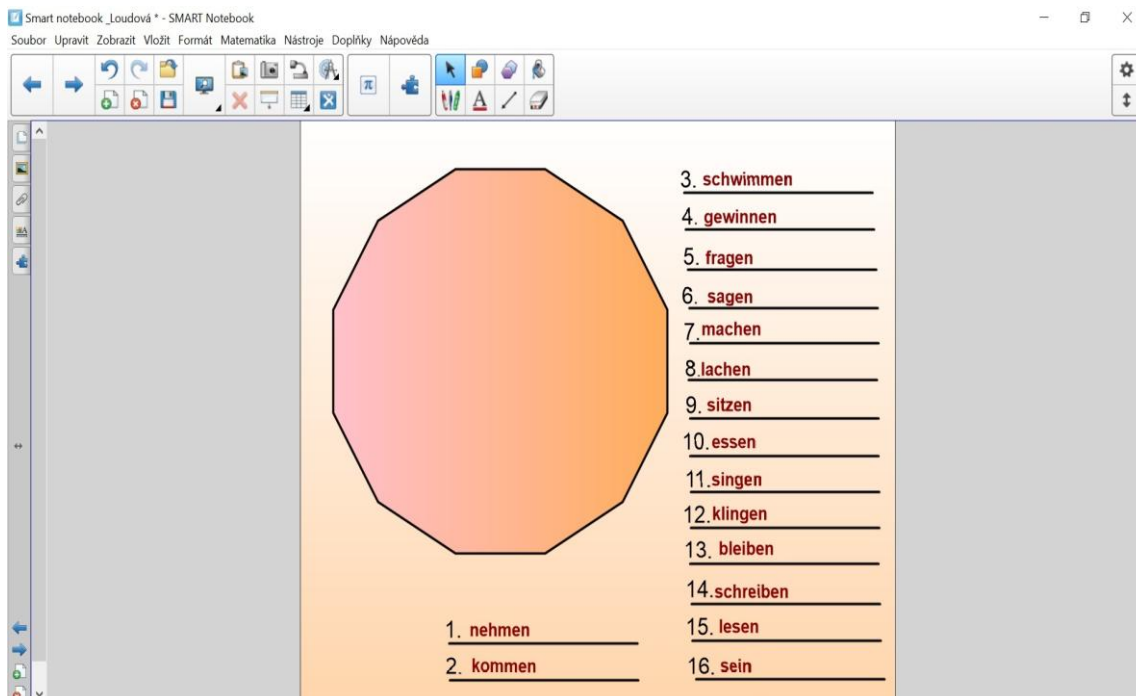 Smart notebook _Loudová * - SMART Notebook
Soubor Upravit Zobrazit Vložit Formát Matematika Nástroje Doplňky Nápověda
π
A
3. schwimmen
4. gewinnen
5. fragen
6. sagen
7. machen
8. lachen
9. sitzen
10. essen
11. singen
12. klingen
13. bleiben
14. schreiben
15. lesen
16. sein
1. nehmen
2. kommen